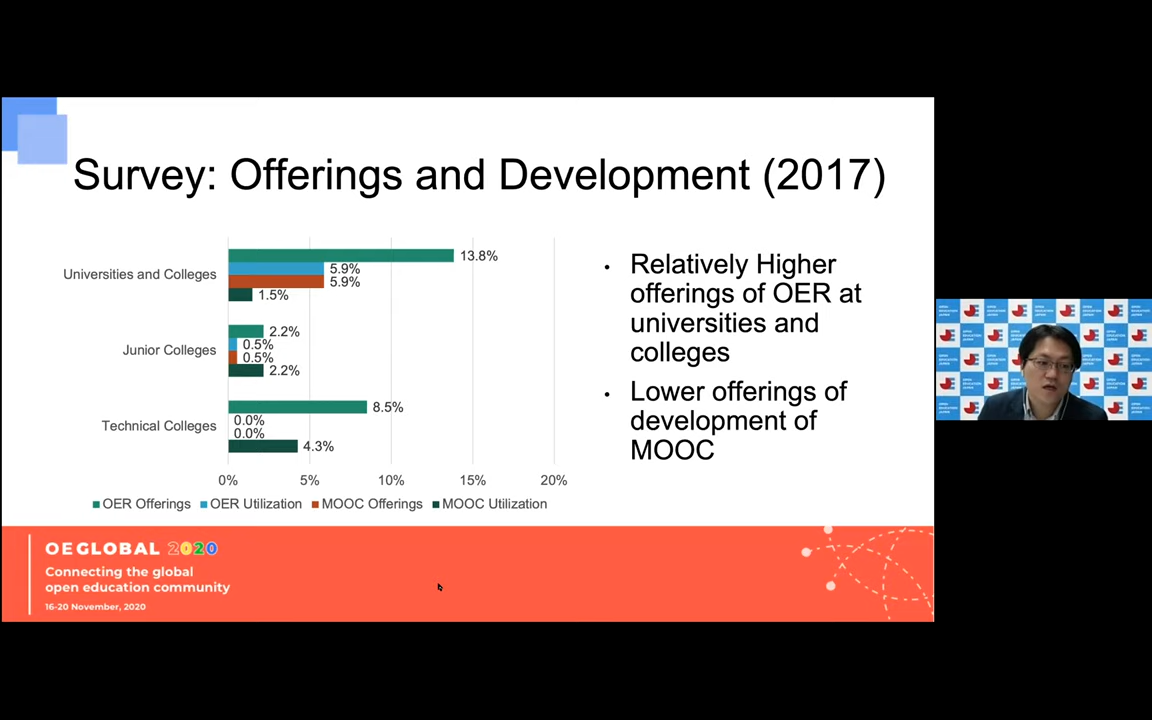 Survey: Offerings and Development (2017)
Universities and Colleges
13.8%
5.9%
5.9%
1.5%
Junior Colleges
2.2%
0.5%
0.5%
2.2%
Technical Colleges
8.5%
0.0%
0.0%
4.3%
0%
5%
10%
15%
20%
OER Offerings
OER Utilization
MOOC Offerings
MOOC Utilization
• Relatively Higher
offerings of OER at
universities and
colleges
• Lower offerings of
development of
MOOC
OEGLOBAL 2020
Connecting the global
open education community
16-20 November, 2020
OPEN
EDUCATION
JAPAN